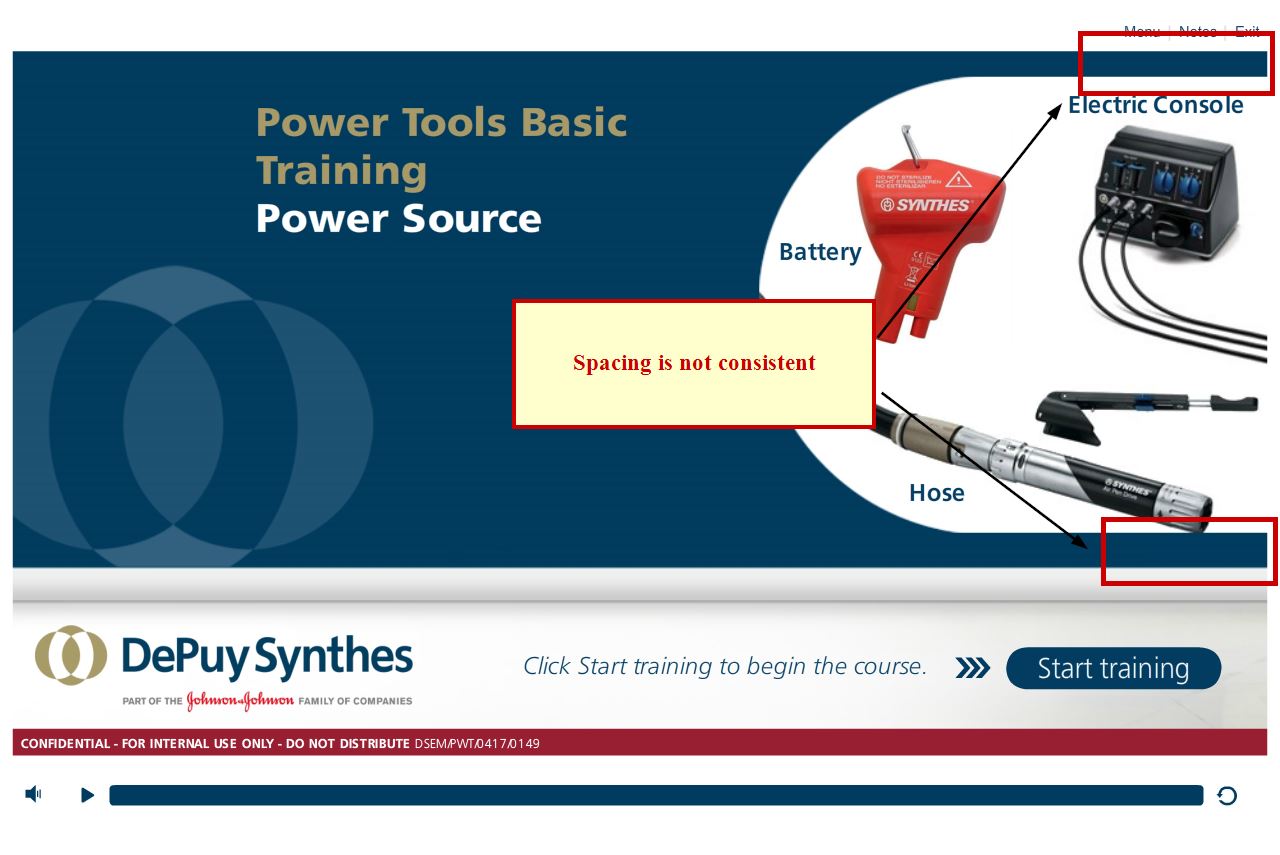 Menu | Notes | Exit
Power Tools Basic
Training
Power Source
Electric Console
DO NOT STERILIZE
NICHT STERILISIEREN
NO ESTERILIZAR
SYNTHES
Battery
Spacing is not consistent
SYNTHES
Air Pen Drive
Hose
DePuy Synthes
PART OF THE Johnson & Johnson FAMILY OF COMPANIES
Click Start training to begin the course.
Start training
CONFIDENTIAL - FOR INTERNAL USE ONLY - DO NOT DISTRIBUTE DSEM/PWT/0417/0149